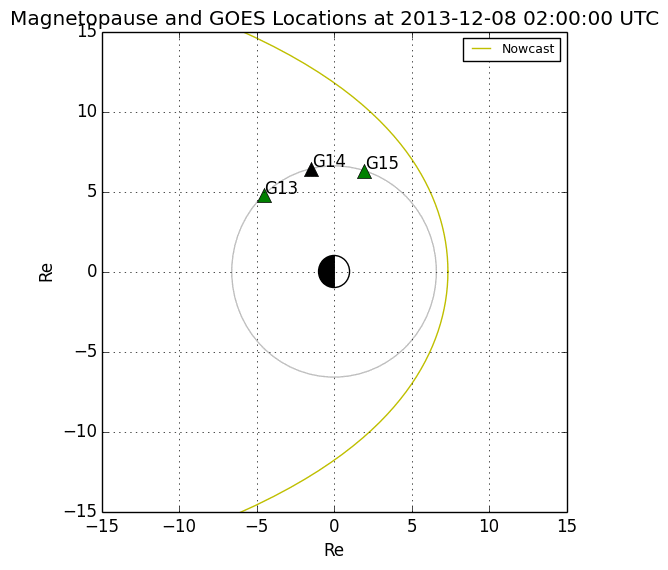 Magnetopause and GOES Locations at 2013-12-08 02:00:00 UTC
Nowcast
15
10
5
0
−5
−10
−15
Re
G13
G14
G15
−15
−10
−5
0
5
10
15
Re